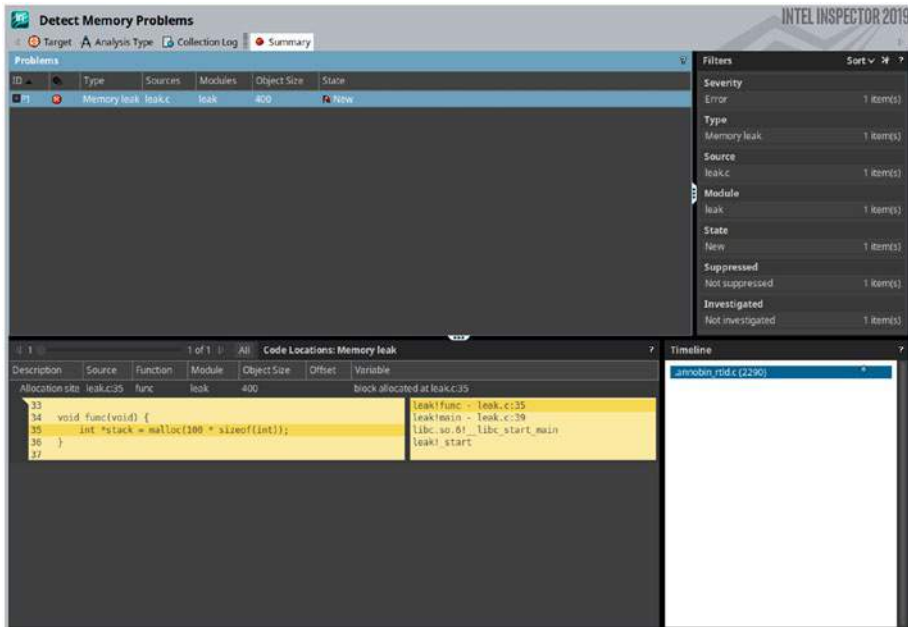 Detect Memory Problems
INTEL INSPECTOR 2019
Target Analysis Type Collection Log Summary
Problems
ID Type Sources Modules Object Size State
P1 Memory leak leak.c leak 400 New
Filters Sort ?
Severity
Error 1 item(s)
Type
Memory leak 1 item(s)
Source
leak.c 1 item(s)
Module
leak 1 item(s)
State
New 1 item(s)
Suppressed
Not suppressed 1 item(s)
Investigated
Not investigated 1 item(s)
1 1 of 1 All Code Locations: Memory leak ?
Description Source Function Module Object Size Offset Variable
Allocation site leak.c:35 func leak 400 block allocated at leak.c:35
33
34 void func(void) {
35 int *stack = malloc(100 * sizeof(int));
36 }
37
leak!func - leak.c:35
leak!main - leak.c:39
libc.so.6!__libc_start_main
leak!_start
Timeline ?
.annobin_rtld.c (2290)